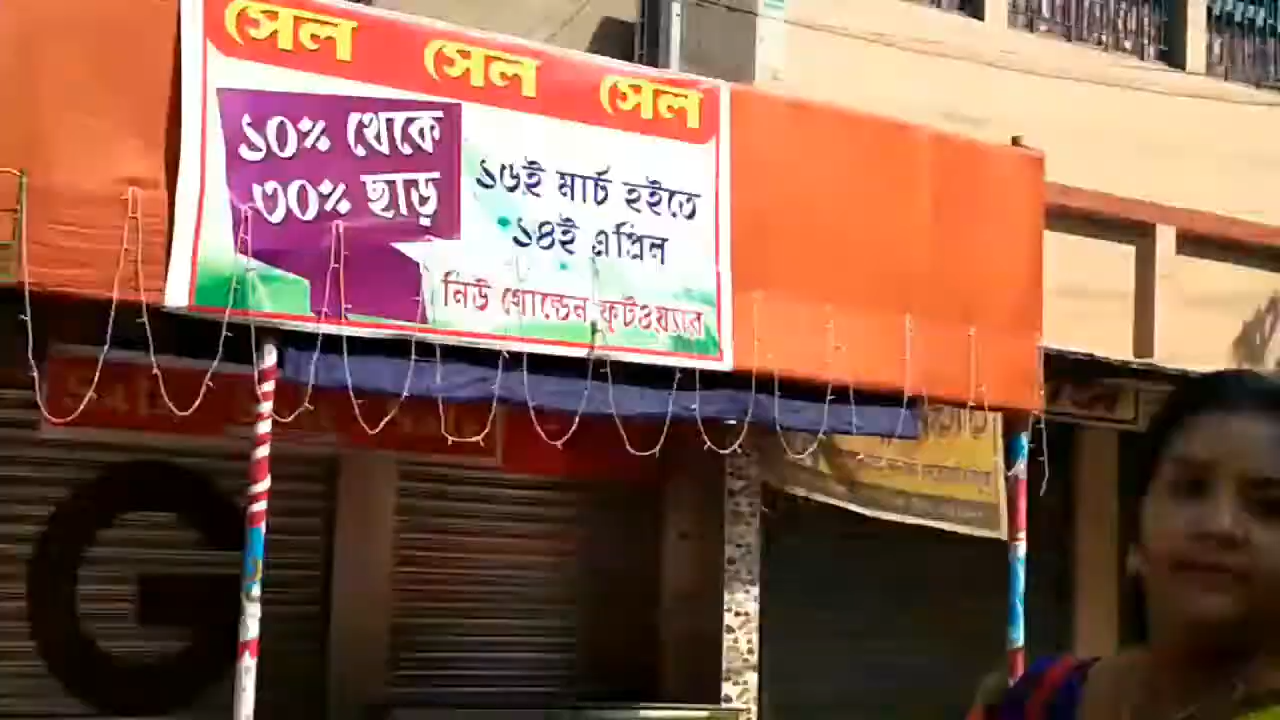 সেল সেল সেল
১০% থেকে
৩০% ছাড়
১৬ই মার্চ হইতে
১৪ই এপ্রিল
নিউ গোল্ডেন ফুটওয়্যার
G